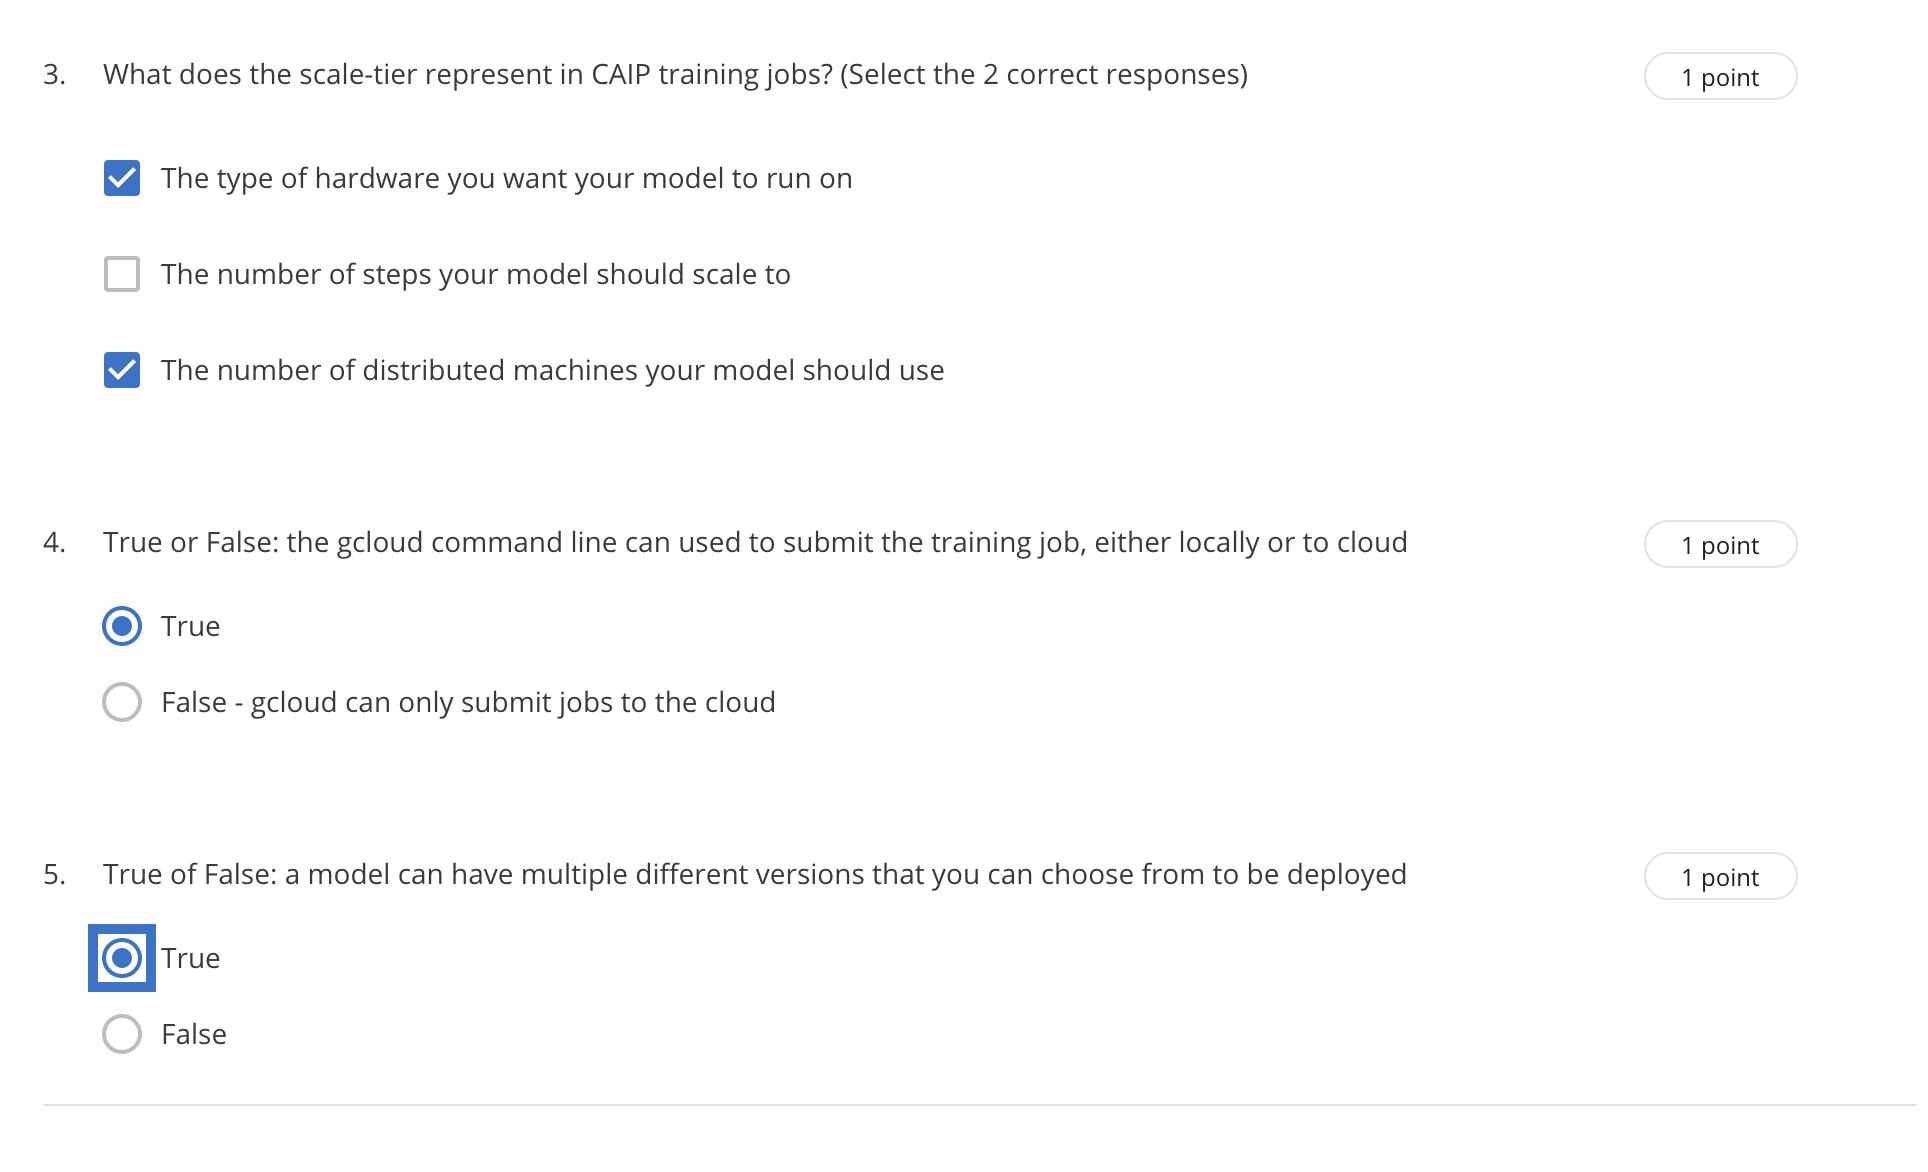 3. What does the scale-tier represent in CAIP training jobs? (Select the 2 correct responses)
1 point
The type of hardware you want your model to run on
The number of steps your model should scale to
The number of distributed machines your model should use
4. True or False: the gcloud command line can used to submit the training job, either locally or to cloud
1 point
True
False - gcloud can only submit jobs to the cloud
5. True of False: a model can have multiple different versions that you can choose from to be deployed
1 point
True
False